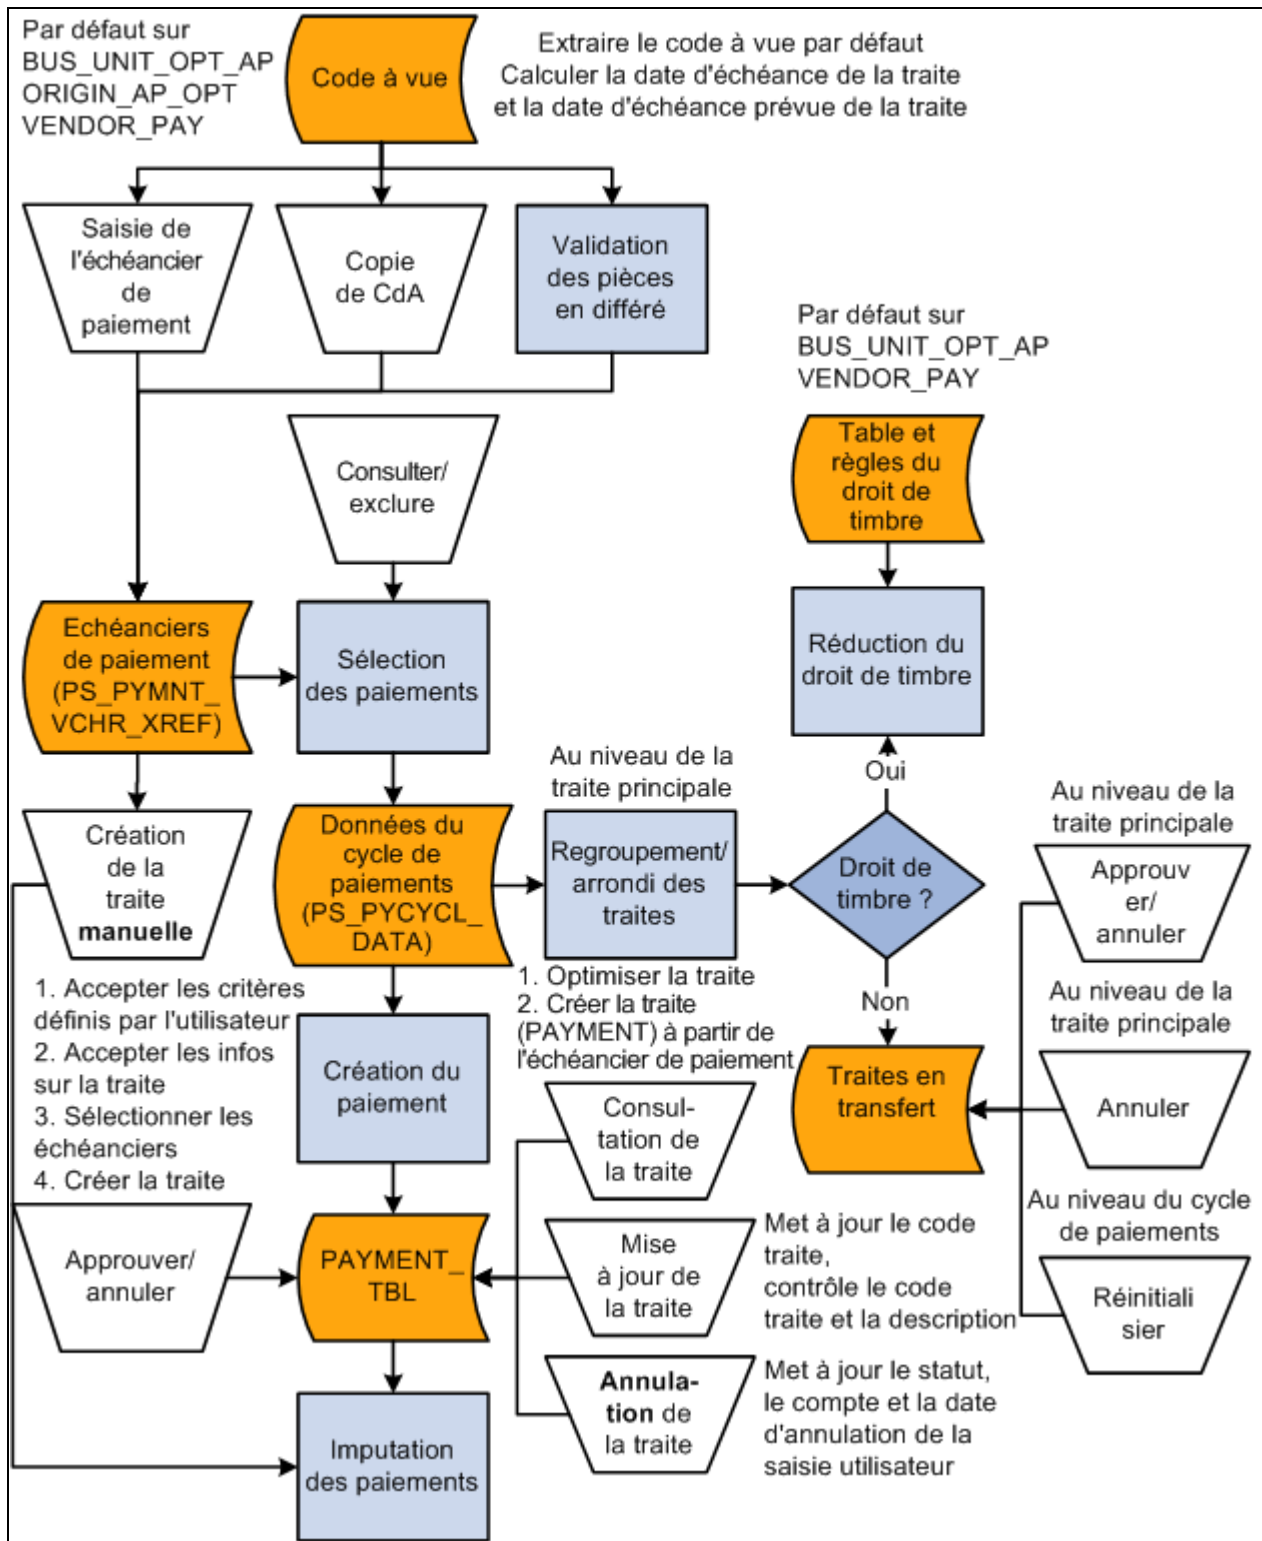 Par défaut sur
BUS_UNIT_OPT_AP
ORIGIN_AP_OPT
VENDOR_PAY
Code à vue
Extraire le code à vue par défaut
Calculer la date d'échéance de la traite
et la date d'échéance prévue de la traite
Saisie de
l'échéancier
de
paiement
Copie
de CdA
Validation
des pièces
en différé
Par défaut sur
BUS_UNIT_OPT_AP
VENDOR_PAY
Consulter/
exclure
Table et
règles du
droit de
timbre
Echéanciers
de paiement
(PS_PYMNT_
VCHR_XREF)
Sélection
des paiements
Réduction du
droit de timbre
Au niveau de la
traite principale
Oui
Création
de la
traite
manuelle
Données du
cycle de
paiements
(PS_PYCYCL_
DATA)
Regroupement/
arrondi des
traites
Droit de
timbre ?
Au niveau de la
traite principale
Approuv
er/
annuler
1. Accepter les critères
définis par l'utilisateur
2. Accepter les infos
sur la traite
3. Sélectionner les
échéanciers
4. Créer la traite
1. Optimiser la traite
2. Créer la traite
(PAYMENT) à partir de
l'échéancier de paiement
Non
Au niveau de la
traite principale
Création du
paiement
Traites en
transfert
Annuler
Consul-
tation de
la traite
Au niveau du cycle
de paiements
Approuver/
annuler
PAYMENT_
TBL
Mise
à jour de
la traite
Met à jour le code
traite,
contrôle le code
traite et la description
Réinitiali
sier
Imputation
des paiements
Annula-
tion de
la traite
Met à jour le statut,
le compte et la date
d'annulation de la
saisie utilisateur